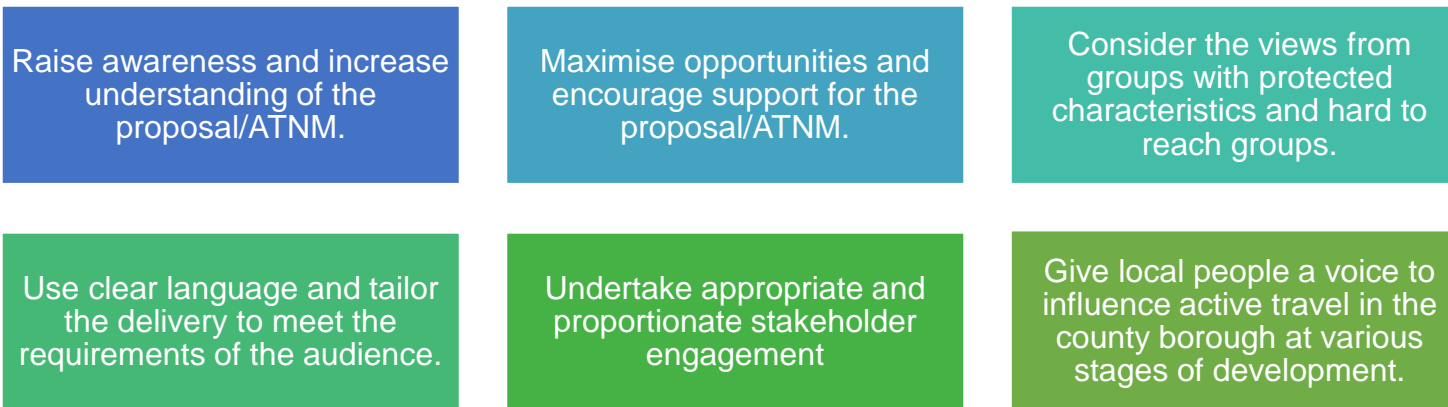 Raise awareness and increase
understanding of the
proposal/ATNM.
Maximise opportunities and
encourage support for the
proposal/ATNM.
Consider the views from
groups with protected
characteristics and hard to
reach groups.
Use clear language and tailor
the delivery to meet the
requirements of the audience.
Undertake appropriate and
proportionate stakeholder
engagement
Give local people a voice to
influence active travel in the
county borough at various
stages of development.